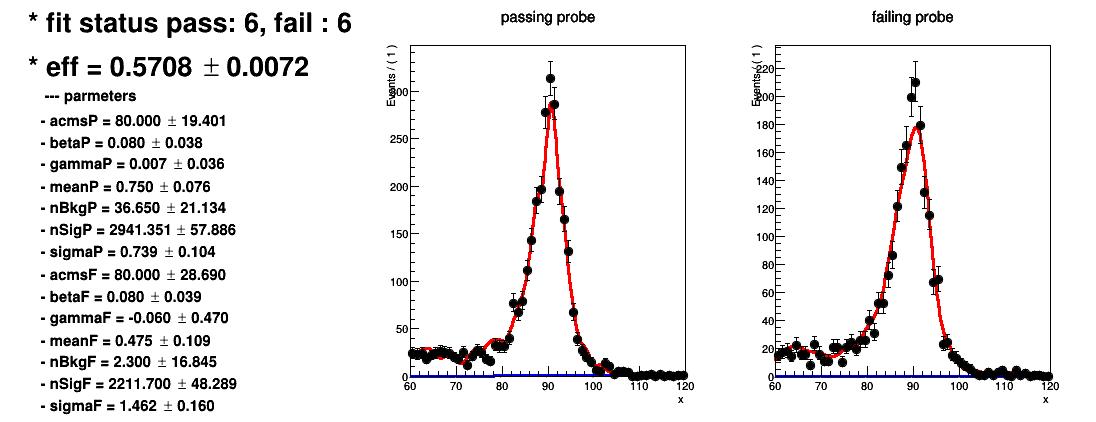 * fit status pass: 6, fail : 6
* eff = 0.5708 ± 0.0072
--- parmeters
- acmsP = 80.000 ± 19.401
- betaP = 0.080 ± 0.038
- gammaP = 0.007 ± 0.036
- meanP = 0.750 ± 0.076
- nBkgP = 36.650 ± 21.134
- nSigP = 2941.351 ± 57.886
- sigmaP = 0.739 ± 0.104
- acmsF = 80.000 ± 28.690
- betaF = 0.080 ± 0.039
- gammaF = -0.060 ± 0.470
- meanF = 0.475 ± 0.109
- nBkgF = 2.300 ± 16.845
- nSigF = 2211.700 ± 48.289
- sigmaF = 1.462 ± 0.160
passing probe
Events / ( 1 )
300
250
200
150
100
50
0
60 70 80 90 100 110 120
x
failing probe
Events / ( 1 )
220
200
180
160
140
120
100
80
60
40
20
0
60 70 80 90 100 110 120
x